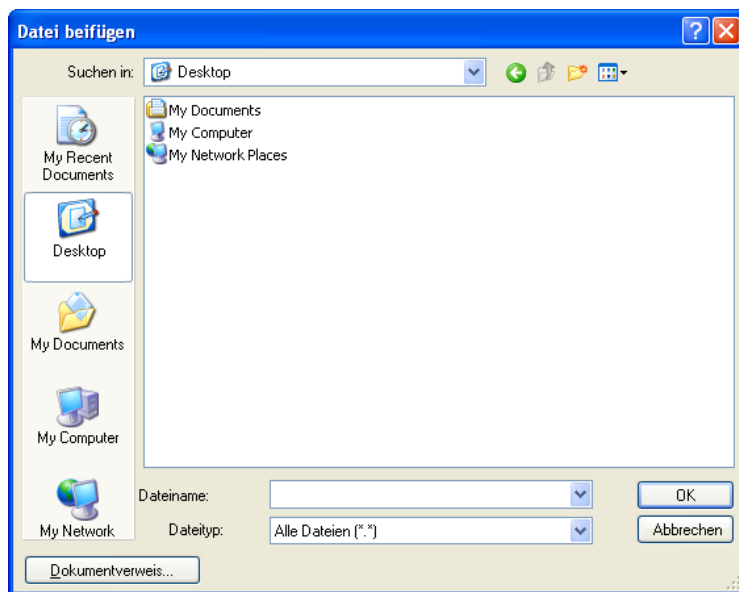 Datei beifügen
Suchen in: Desktop
My Recent
Documents
Desktop
My Documents
My Computer
My Network
My Documents
My Computer
My Network Places
Dateiname:
OK
Dateityp: Alle Dateien (*.*)
Abbrechen
Dokumentverweis...